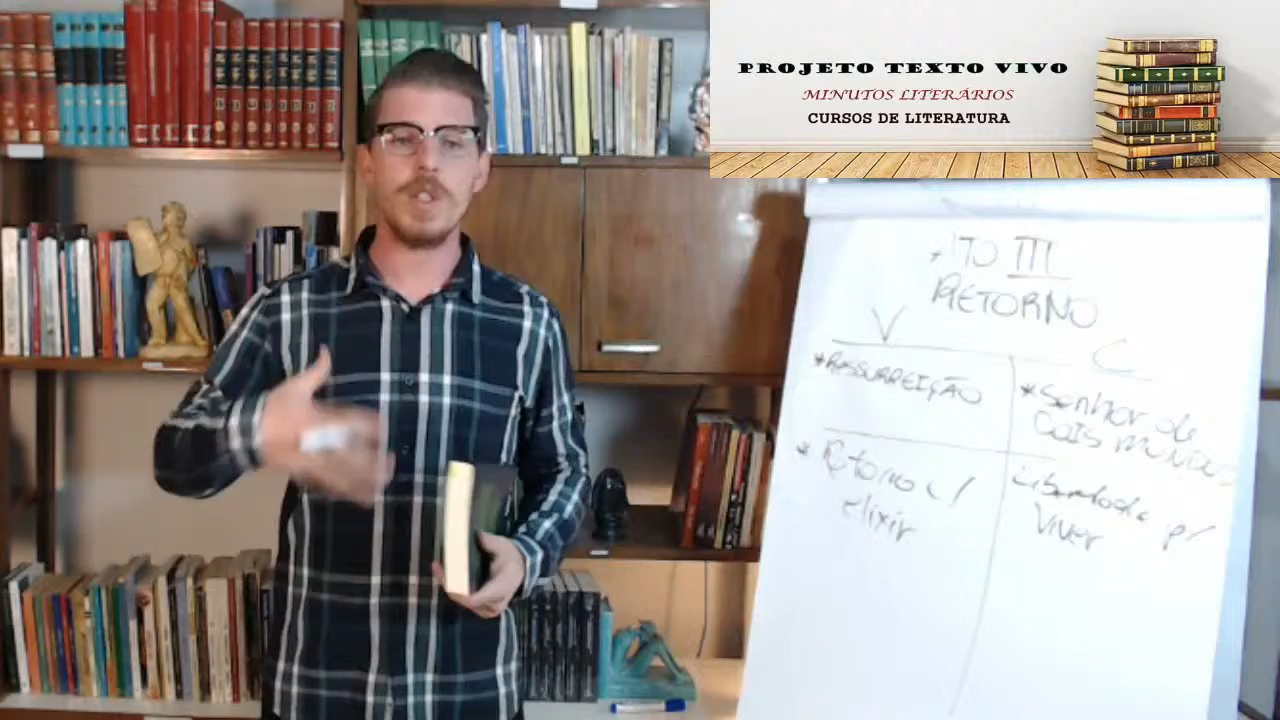 PROJETO TEXTO VIVO
MINUTOS LITERÁRIOS
CURSOS DE LITERATURA
ATO III
RETORNO
V
C
* RESSURREIÇÃO
* Senhor de
Dois MUNDOS
* Retorno c/
elixir
Liberdade p/
Viver